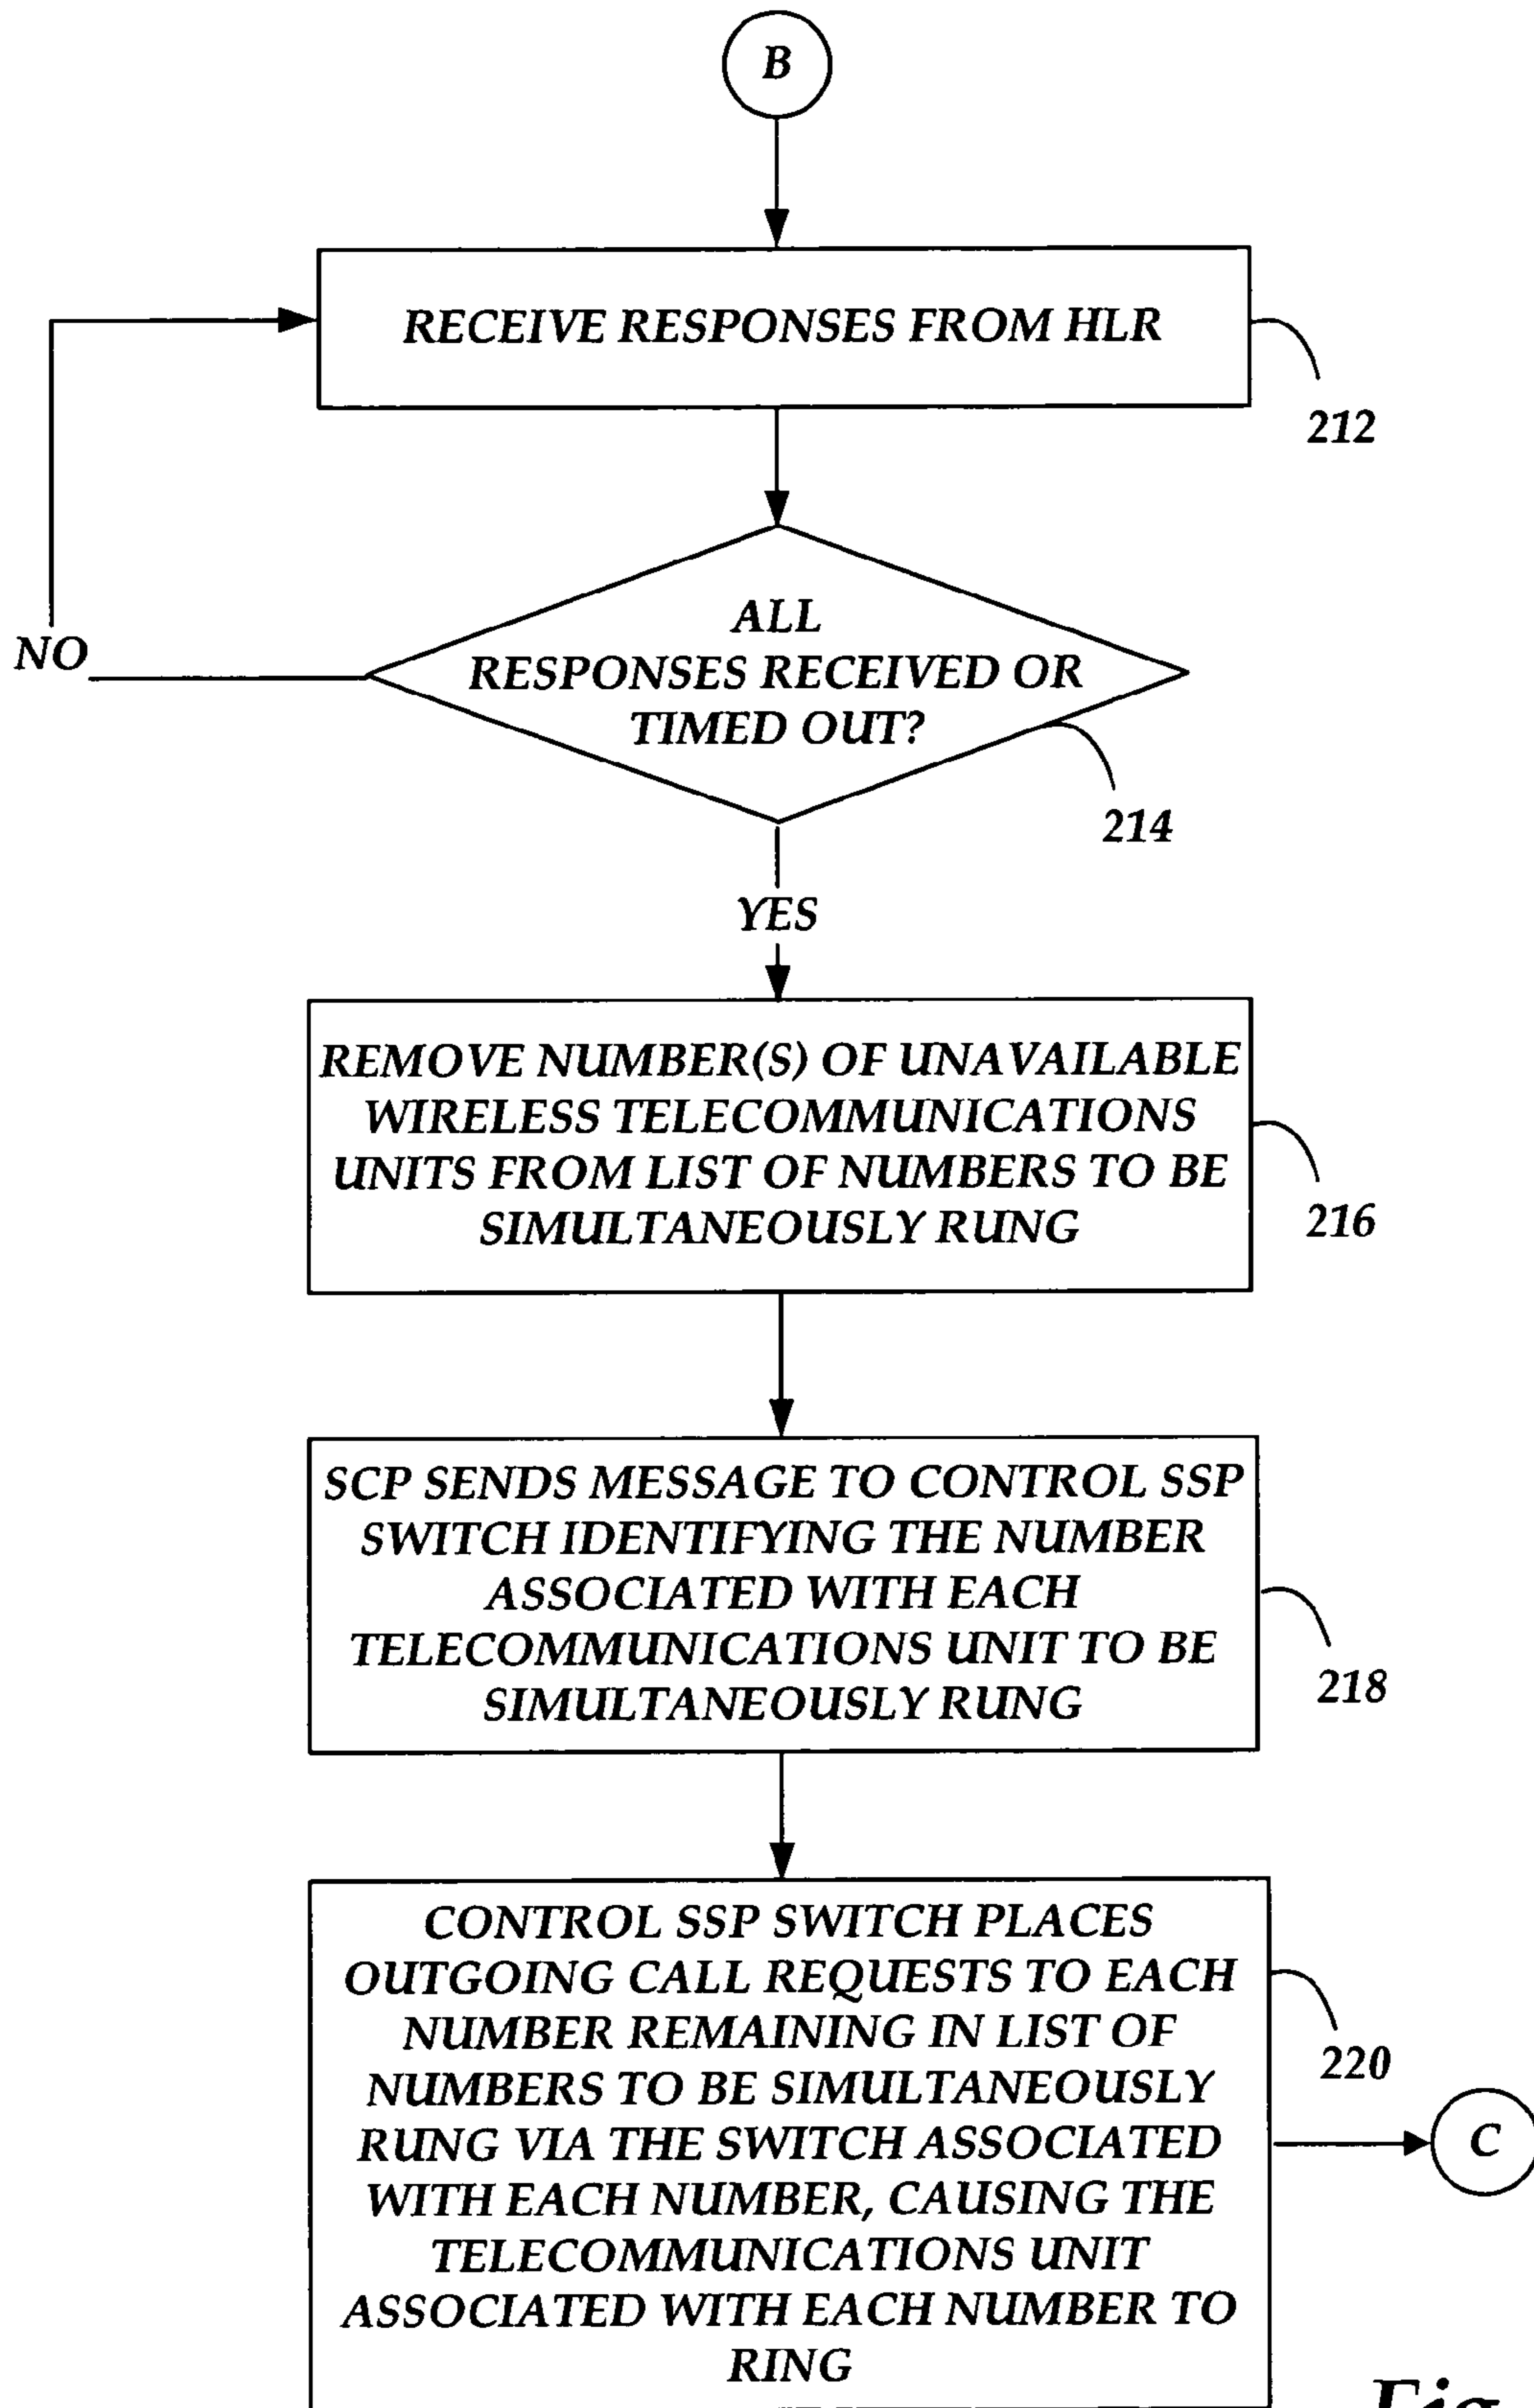 B
RECEIVE RESPONSES FROM HLR
212
ALL
RESPONSES RECEIVED OR
TIMED OUT?
NO
214
YES
REMOVE NUMBER(S) OF UNAVAILABLE
WIRELESS TELECOMMUNICATIONS
UNITS FROM LIST OF NUMBERS TO BE
SIMULTANEOUSLY RUNG
216
SCP SENDS MESSAGE TO CONTROL SSP
SWITCH IDENTIFYING THE NUMBER
ASSOCIATED WITH EACH
TELECOMMUNICATIONS UNIT TO BE
SIMULTANEOUSLY RUNG
218
CONTROL SSP SWITCH PLACES
OUTGOING CALL REQUESTS TO EACH
NUMBER REMAINING IN LIST OF
NUMBERS TO BE SIMULTANEOUSLY
RUNG VIA THE SWITCH ASSOCIATED
WITH EACH NUMBER, CAUSING THE
TELECOMMUNICATIONS UNIT
ASSOCIATED WITH EACH NUMBER TO
RING
220
C